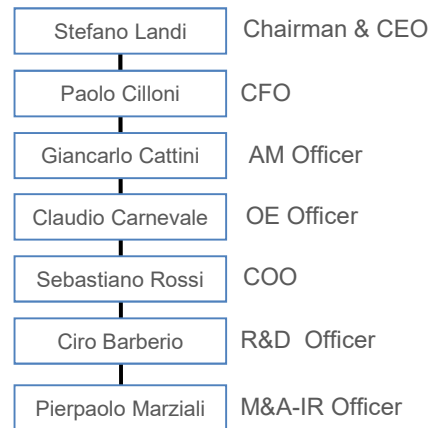 Stefano Landi Chairman & CEO
Paolo Cilloni CFO
Giancarlo Cattini AM Officer
Claudio Carnevale OE Officer
Sebastiano Rossi COO
Ciro Barberio R&D Officer
Pierpaolo Marziali M&A-IR Officer